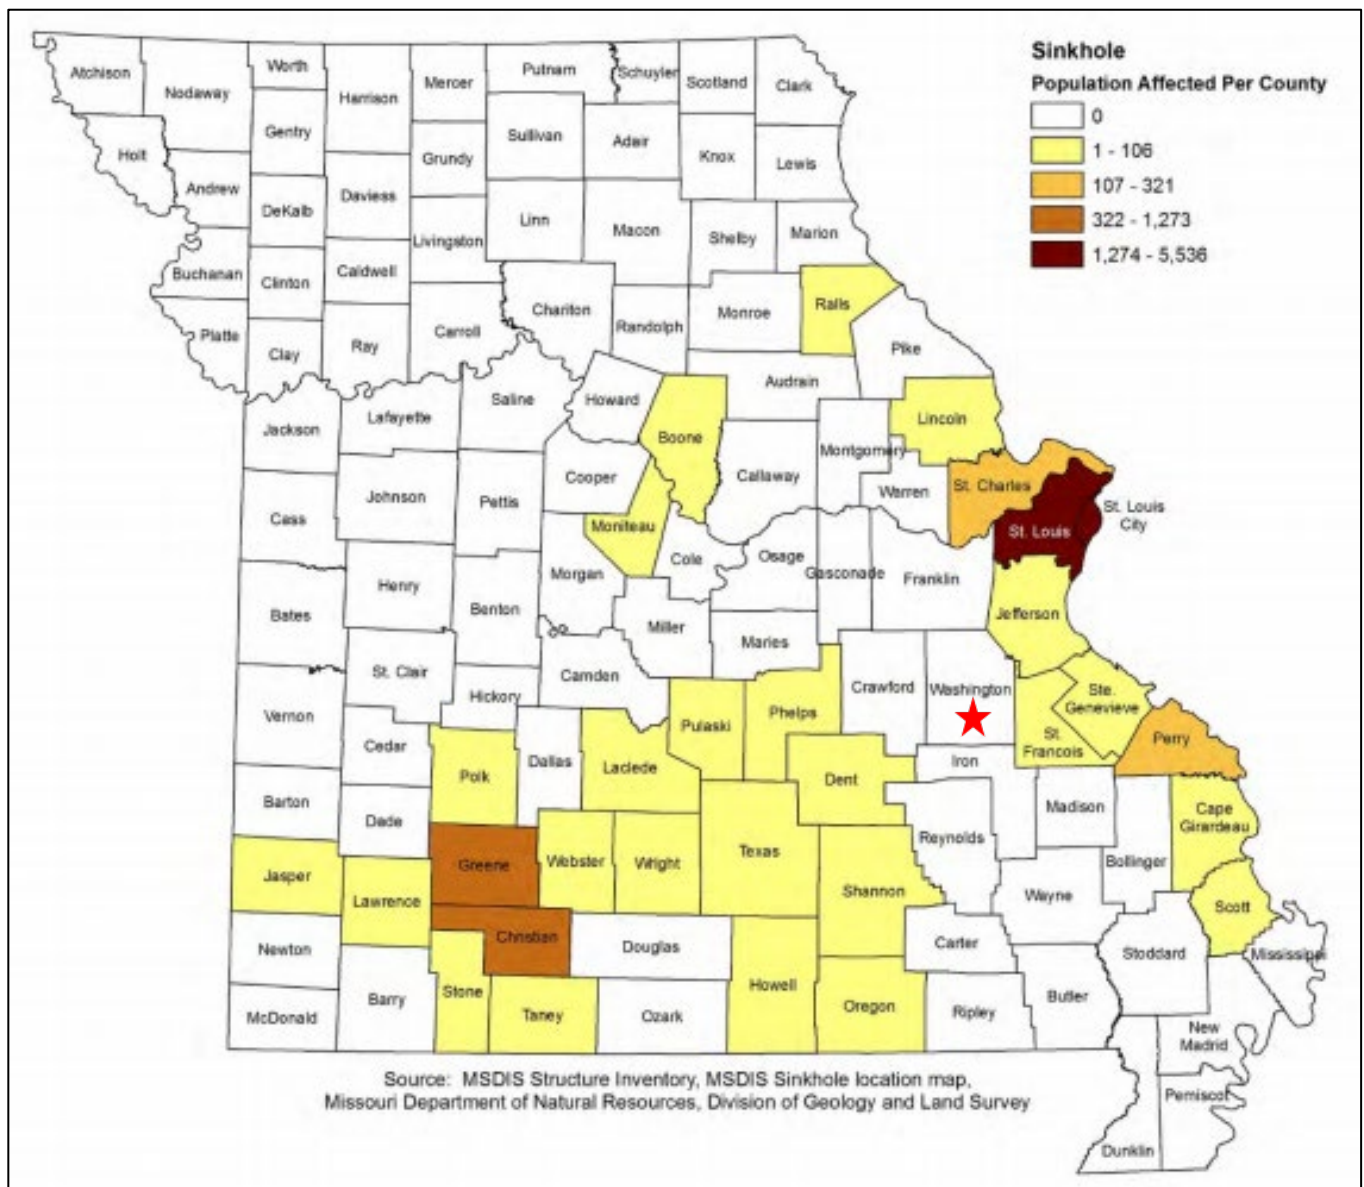 Sinkhole
Population Affected Per County
0
1 - 106
107 - 321
322 - 1,273
1,274 - 5,536
Atchison
Nodaway
Worth
Harrison
Mercer
Putnam
Schuyler
Scotland
Clark
Gentry
Sullivan
Adair
Knox
Lewis
Holt
Andrew
DeKalb
Daviess
Grundy
Linn
Macon
Shelby
Marion
Livingston
Buchanan
Clinton
Caldwell
Chariton
Randolph
Monroe
Ralls
Platte
Clay
Ray
Carroll
Pike
Audrain
Saline
Howard
Jackson
Lafayette
Boone
Lincoln
Montgomery
Cooper
Callaway
Warren
St. Charles
Johnson
Pettis
Cass
Moniteau
St. Louis
St. Louis
City
Cole
Osage
Gasconade
Franklin
Morgan
Henry
Benton
Bates
Jefferson
Miller
Maries
St. Clair
Camden
Hickory
Crawford
Washington
Ste.
Genevieve
Vernon
Pulaski
Phelps
St.
Francois
Perry
Cedar
Dallas
Laclede
Iron
Polk
Dent
Barton
Dade
Madison
Cape
Girardeau
Reynolds
Greene
Webster
Wright
Texas
Bollinger
Jasper
Lawrence
Shannon
Wayne
Scott
Christian
Douglas
Carter
Newton
Stoddard
Mississippi
Stone
Howell
Barry
Taney
Ozark
Oregon
Ripley
Butler
McDonald
New
Madrid
Pemiscot
Dunklin
Source: MSDIS Structure Inventory, MSDIS Sinkhole location map,
Missouri Department of Natural Resources, Division of Geology and Land Survey